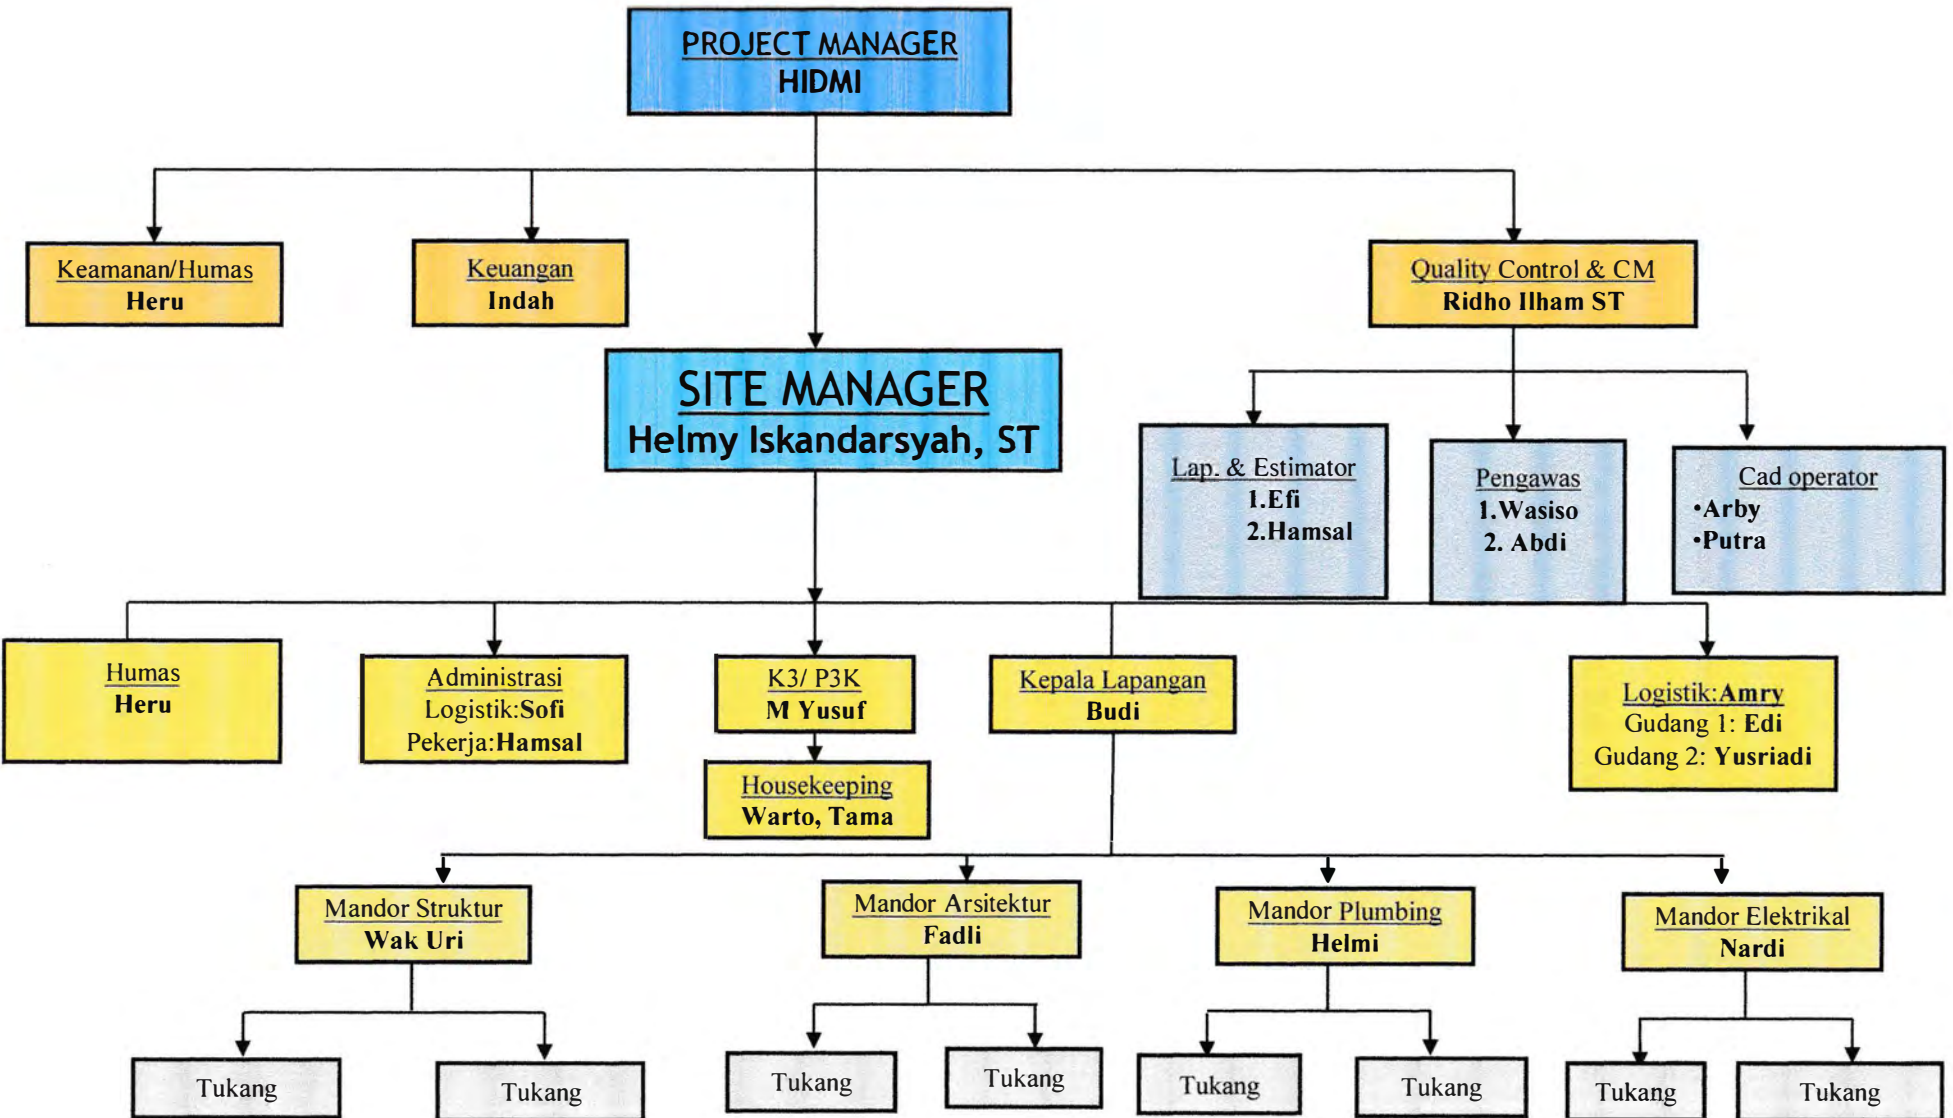 PROJECT MANAGER
HIDMI
Keamanan/Humas
Heru
Keuangan
Indah
Quality Control & CM
Ridho Ilham ST
SITE MANAGER
Helmy Iskandarsyah, ST
Lap. & Estimator
1.Efi
2.Hamsal
Pengawas
1.Wasiso
2. Abdi
Cad operator
•Arby
•Putra
Humas
Heru
Administrasi
Logistik:Sofi
Pekerja:Hamsal
K3/ P3K
M Yusuf
Kepala Lapangan
Budi
Logistik:Amry
Gudang 1: Edi
Gudang 2: Yusriadi
Housekeeping
Warto, Tama
Mandor Struktur
Wak Uri
Mandor Arsitektur
Fadli
Mandor Plumbing
Helmi
Mandor Elektrikal
Nardi
Tukang
Tukang
Tukang
Tukang
Tukang
Tukang
Tukang
Tukang